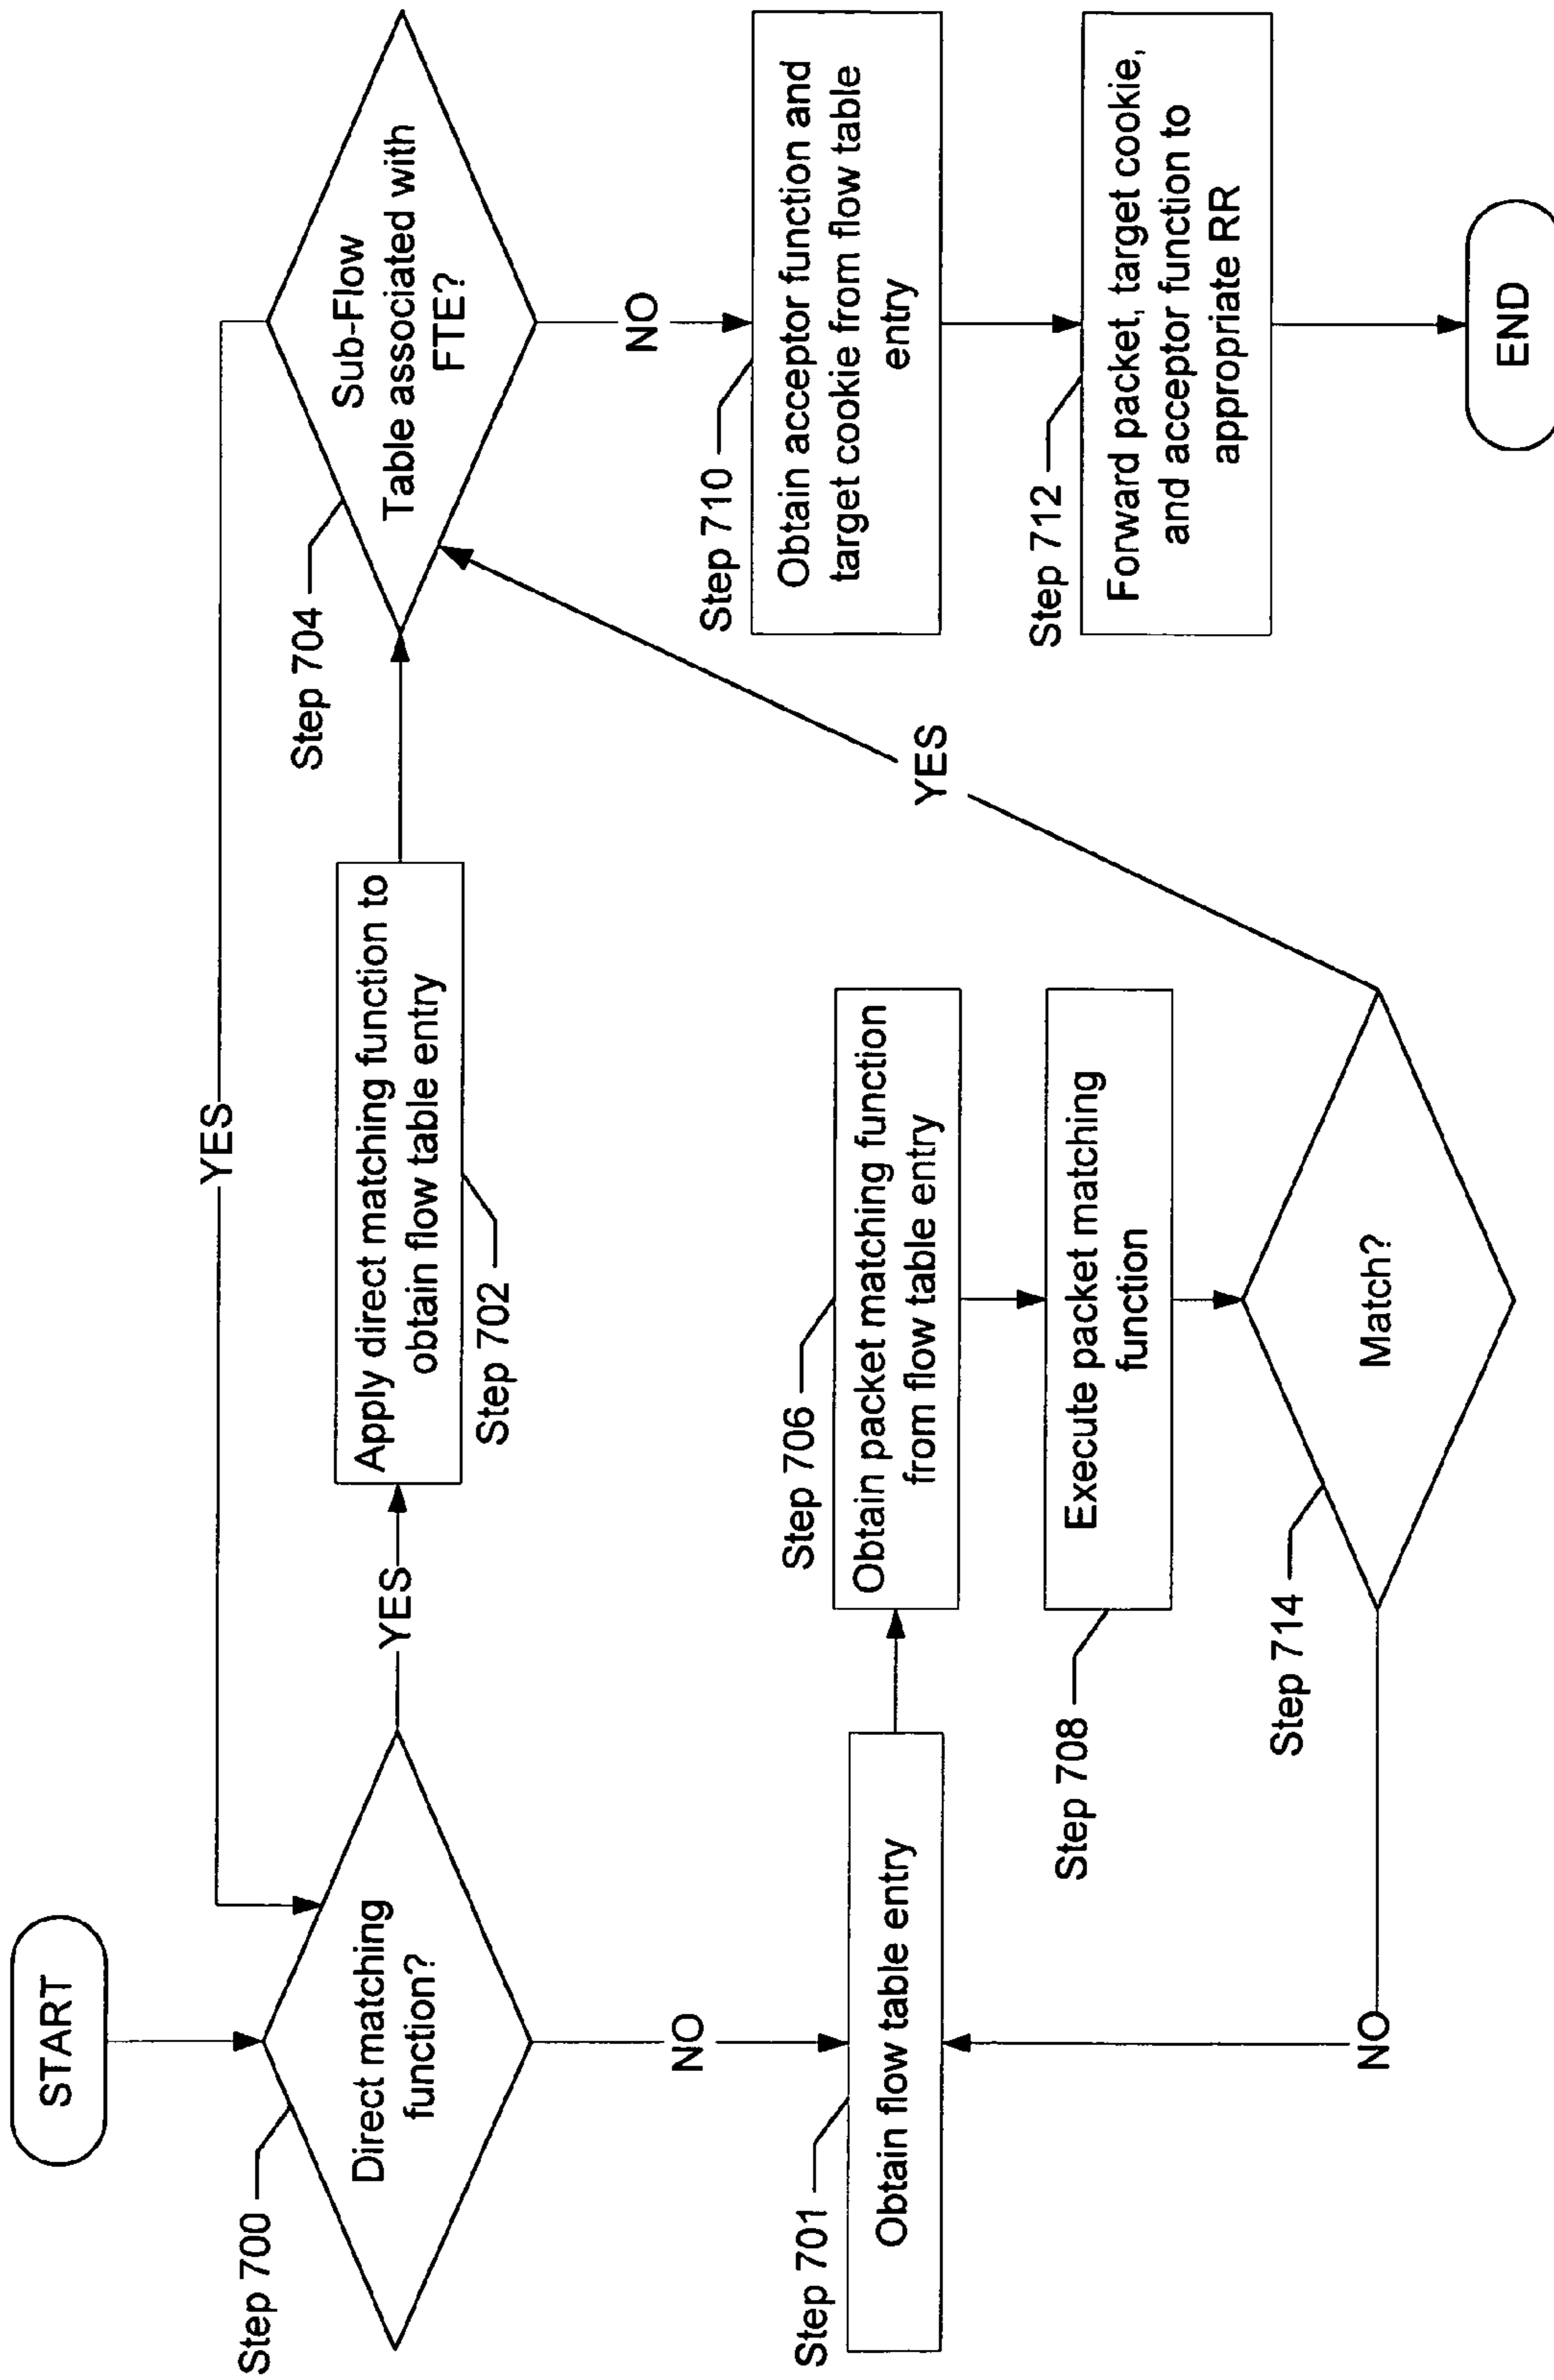 START
Step 700
Direct matching
function?
YES
NO
YES
Apply direct matching function to
obtain flow table entry
Step 702
Step 704
Sub-Flow
Table associated with
FTE?
NO
Step 701
Obtain flow table entry
Step 706
Obtain packet matching function
from flow table entry
Step 708
Execute packet matching
function
Step 714
Match?
NO
YES
Step 710
Obtain acceptor function and
target cookie from flow table
entry
Step 712
Forward packet, target cookie,
and acceptor function to
appropriate RR
END